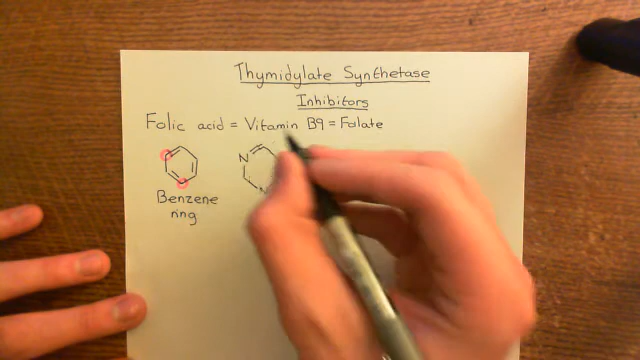 Thymidylate Synthetase
Inhibitors
Folic acid = Vitamin B9 = Folate
N
Benzene
ring